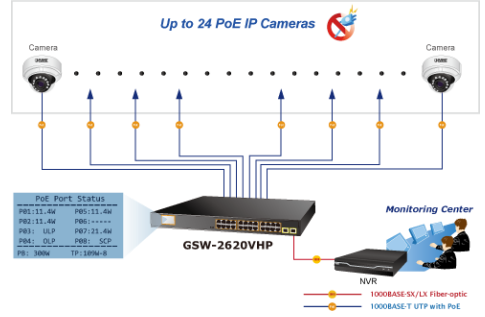 Up to 24 PoE IP Cameras
Camera
Camera
PoE Port Status
P01:11.4W P05:11.4W
P02:11.4W P06:-----
P03: ULP P07:21.4W
P04: OLP P08: SCP
PB: 300W TP:109W-8
GSW-2620VHP
Monitoring Center
NVR
1000BASE-SX/LX Fiber-optic
1000BASE-T UTP with PoE